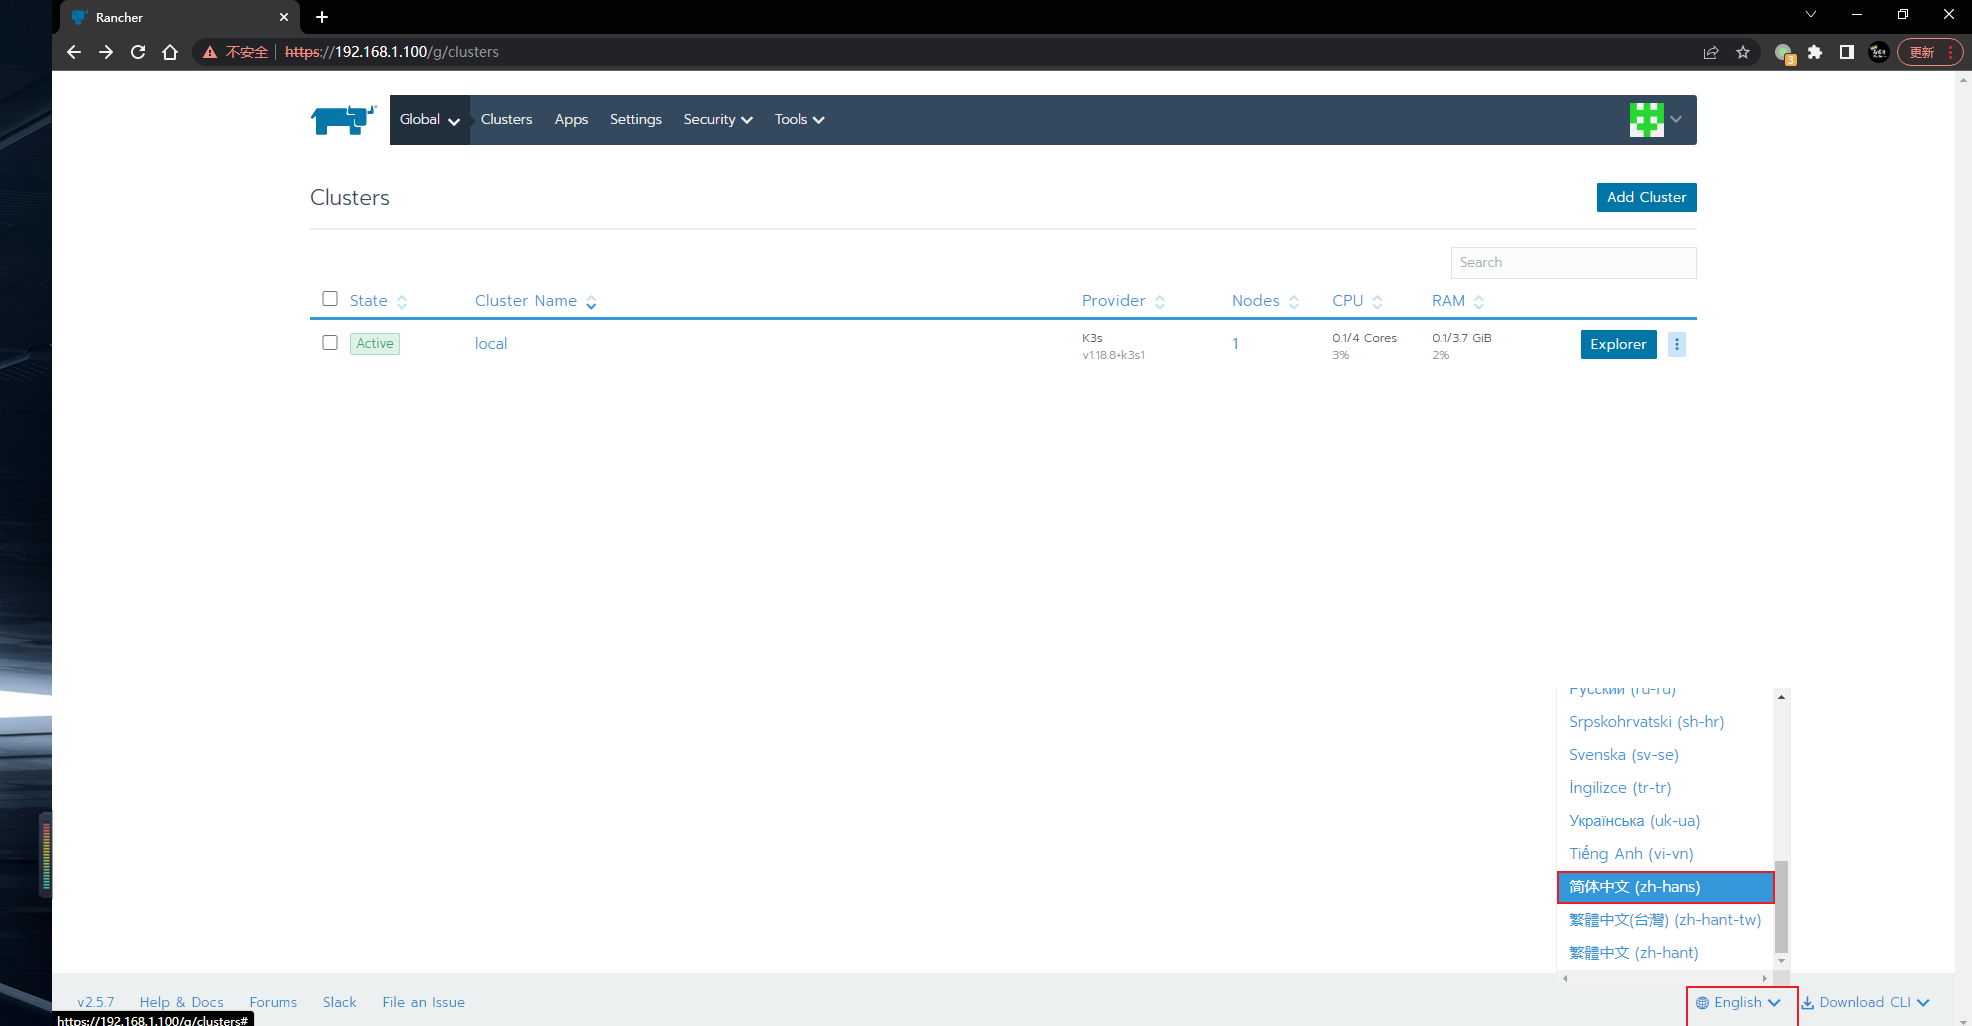 Rancher
不安全 https://192.168.1.100/g/clusters
3
更新
Global Clusters Apps Settings Security Tools
Clusters
Add Cluster
Search
State Cluster Name Provider Nodes CPU RAM
Active local K3s 1 0.1/4 Cores 0.1/3.7 GiB Explorer
v1.18.8+k3s1 3% 2%
Русский (ru-ru)
Srpskohrvatski (sh-hr)
Svenska (sv-se)
İngilizce (tr-tr)
Українська (uk-ua)
Tiếng Anh (vi-vn)
简体中文 (zh-hans)
繁體中文(台灣) (zh-hant-tw)
繁體中文 (zh-hant)
v2.5.7 Help & Docs Forums Slack File an Issue English Download CLI
https://192.168.1.100/g/clusters#